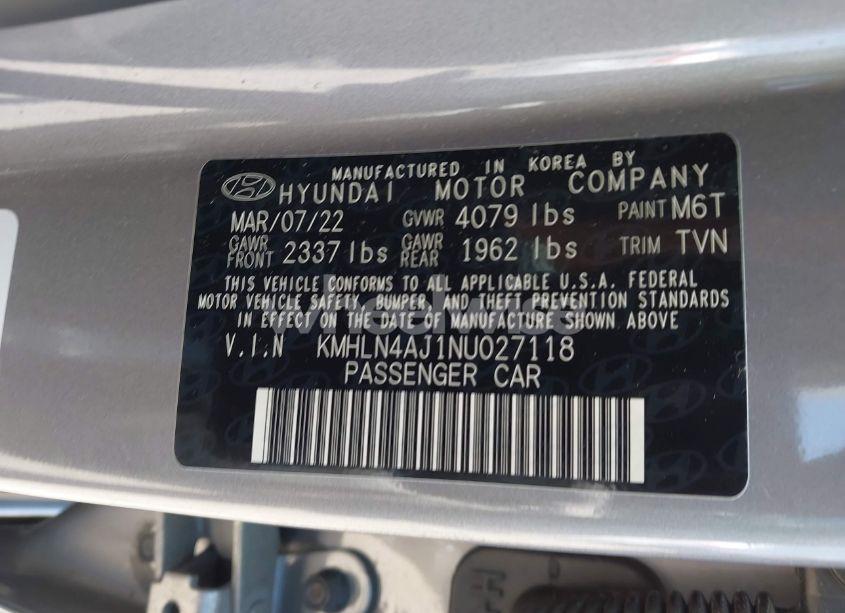 MANUFACTURED IN KOREA BY
HYUNDAI MOTOR COMPANY
MAR/07/22 GVWR 4079 lbs PAINT M6T
GAWR FRONT 2337 lbs GAWR REAR 1962 lbs TRIM TVN
THIS VEHICLE CONFORMS TO ALL APPLICABLE U.S.A. FEDERAL
MOTOR VEHICLE SAFETY, BUMPER, AND THEFT PREVENTION STANDARDS
IN EFFECT ON THE DATE OF MANUFACTURE SHOWN ABOVE
V.I.N KMHLN4AJ1NU027118
PASSENGER CAR